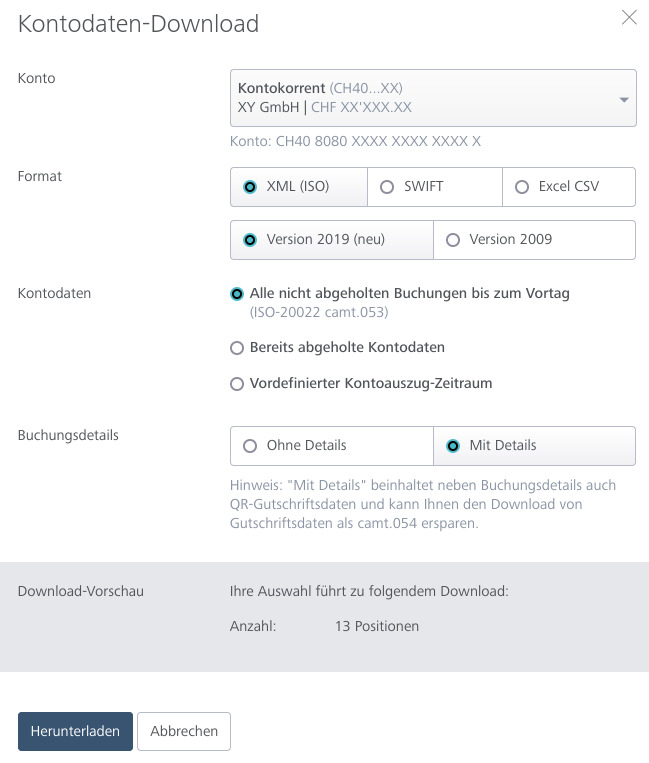 Kontodaten-Download
Konto
Kontokorrent (CH40...XX)
XY GmbH | CHF XX'XXX.XX
Konto: CH40 8080 XXXX XXXX XXXX X
Format
XML (ISO) SWIFT Excel CSV
Version 2019 (neu) Version 2009
Kontodaten
Alle nicht abgeholten Buchungen bis zum Vortag
(ISO-20022 camt.053)
Bereits abgeholte Kontodaten
Vordefinierter Kontoauszug-Zeitraum
Buchungsdetails
Ohne Details Mit Details
Hinweis: "Mit Details" beinhaltet neben Buchungsdetails auch
QR-Gutschriftsdaten und kann Ihnen den Download von
Gutschriftsdaten als camt.054 ersparen.
Download-Vorschau
Ihre Auswahl führt zu folgendem Download:
Anzahl: 13 Positionen
Herunterladen Abbrechen